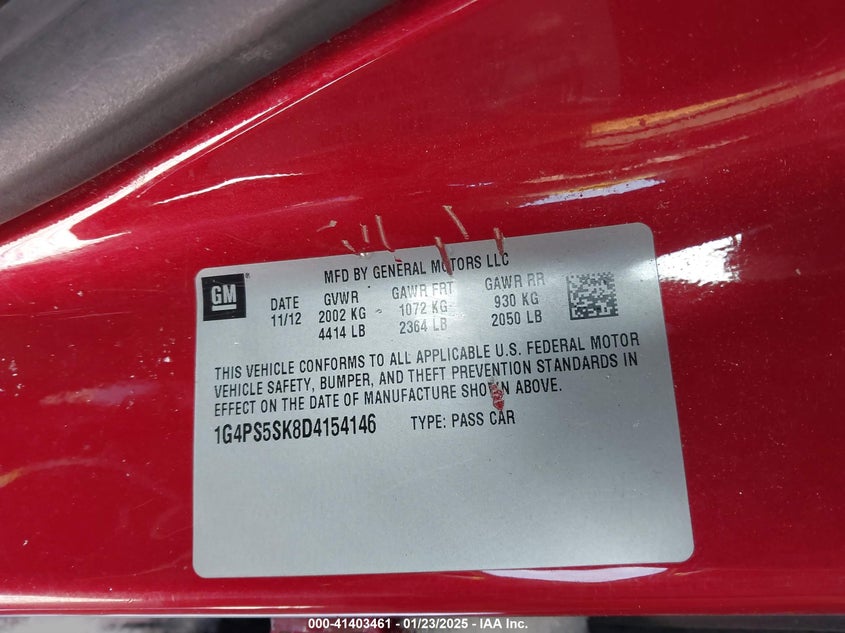 MFD BY GENERAL MOTORS LLC
GM
DATE GVWR GAWR FRT GAWR RR
11/12 2002 KG 1072 KG 930 KG
4414 LB 2364 LB 2050 LB
THIS VEHICLE CONFORMS TO ALL APPLICABLE U.S. FEDERAL MOTOR
VEHICLE SAFETY, BUMPER, AND THEFT PREVENTION STANDARDS IN
EFFECT ON THE DATE OF MANUFACTURE SHOWN ABOVE.
1G4PS5SK8D4154146 TYPE: PASS CAR
000-41403461 - 01/23/2025 - IAA Inc.